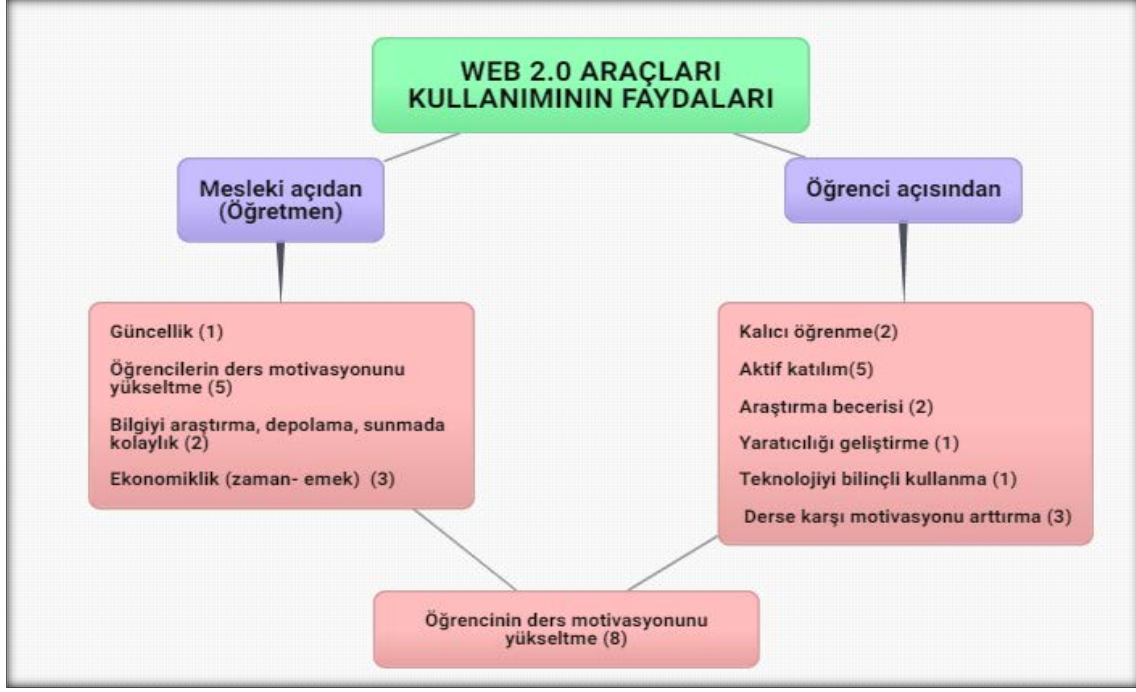 WEB 2.0 ARAÇLARI
KULLANIMININ FAYDALARI
Mesleki açıdan
(Öğretmen)
Öğrenci açısından
Güncellik (1)
Öğrencilerin ders motivasyonunu
yükseltme (5)
Bilgiyi araştırma, depolama, sunmada
kolaylık (2)
Ekonomiklik (zaman- emek) (3)
Kalıcı öğrenme(2)
Aktif katılım(5)
Araştırma becerisi (2)
Yaratıcılığı geliştirme (1)
Teknolojiyi bilinçli kullanma (1)
Derse karşı motivasyonu arttırma (3)
Öğrencinin ders motivasyonunu
yükseltme (8)